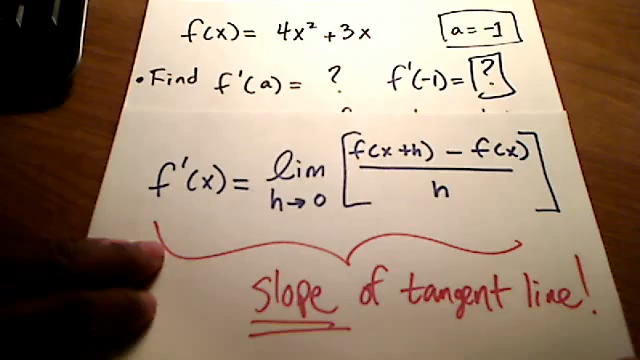 f(x) = 4x² + 3x
a = -1
• Find f'(a) = ? f'(-1) = ?
f'(x) = lim h→0 [ f(x+h) - f(x) / h ]
slope of tangent line!